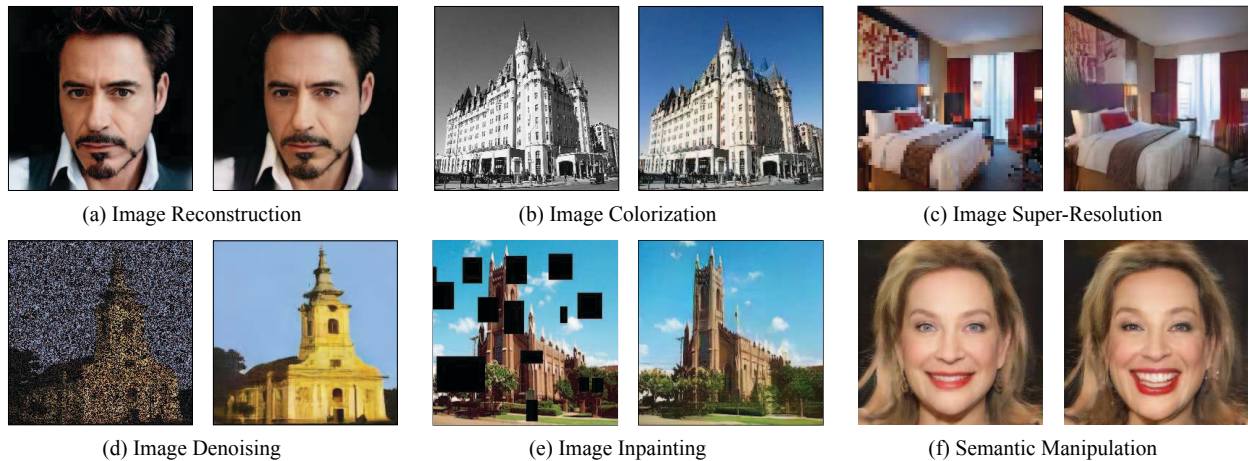 (a) Image Reconstruction
(b) Image Colorization
(c) Image Super-Resolution
(d) Image Denoising
(e) Image Inpainting
(f) Semantic Manipulation